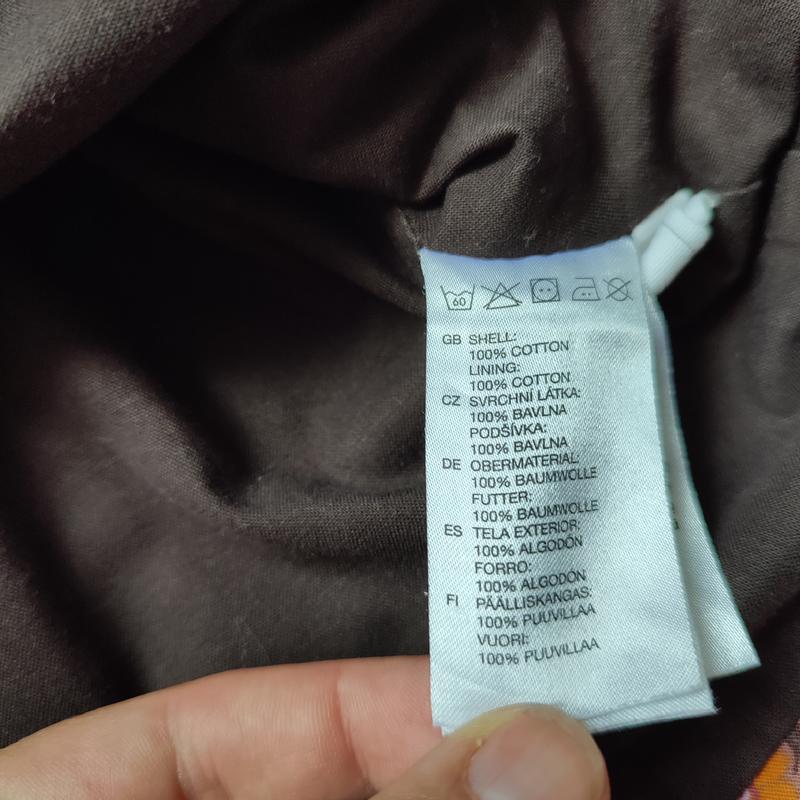 60
GB SHELL:
100% COTTON
LINING:
100% COTTON
CZ SVRCHNÍ LÁTKA:
100% BAVLNA
PODŠÍVKA:
100% BAVLNA
DE OBERMATERIAL:
100% BAUMWOLLE
FUTTER:
100% BAUMWOLLE
ES TELA EXTERIOR:
100% ALGODÓN
FORRO:
100% ALGODÓN
FI PÄÄLLISKANGAS:
100% PUUVILLAA
VUORI:
100% PUUVILLAA